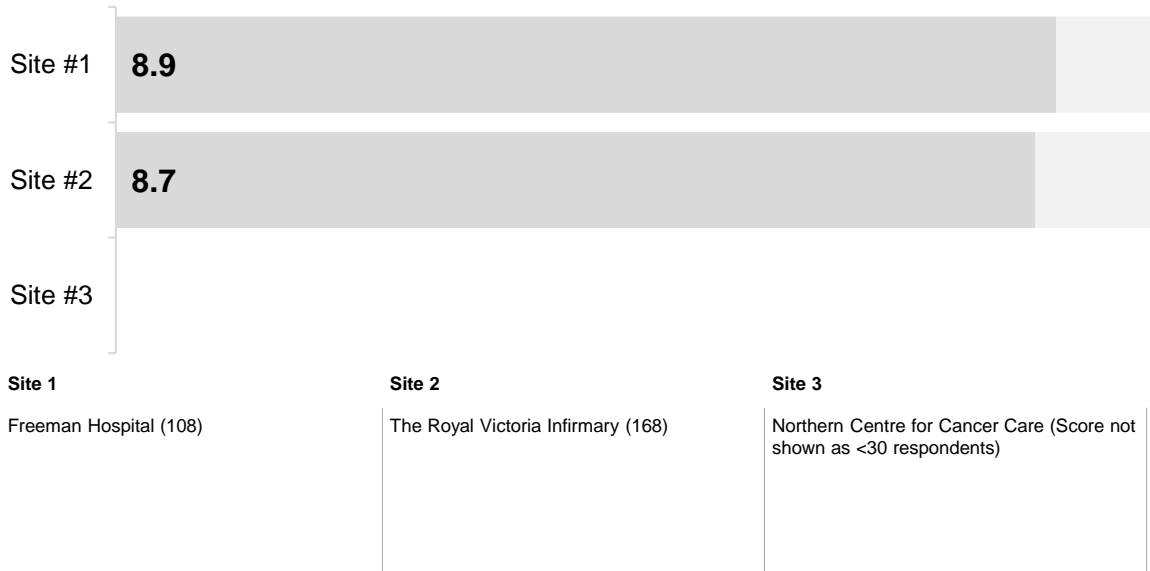 Site #1
8.9
Site #2
8.7
Site #3
Site 1
Site 2
Site 3
Freeman Hospital (108)
The Royal Victoria Infirmary (168)
Northern Centre for Cancer Care (Score not
shown as <30 respondents)